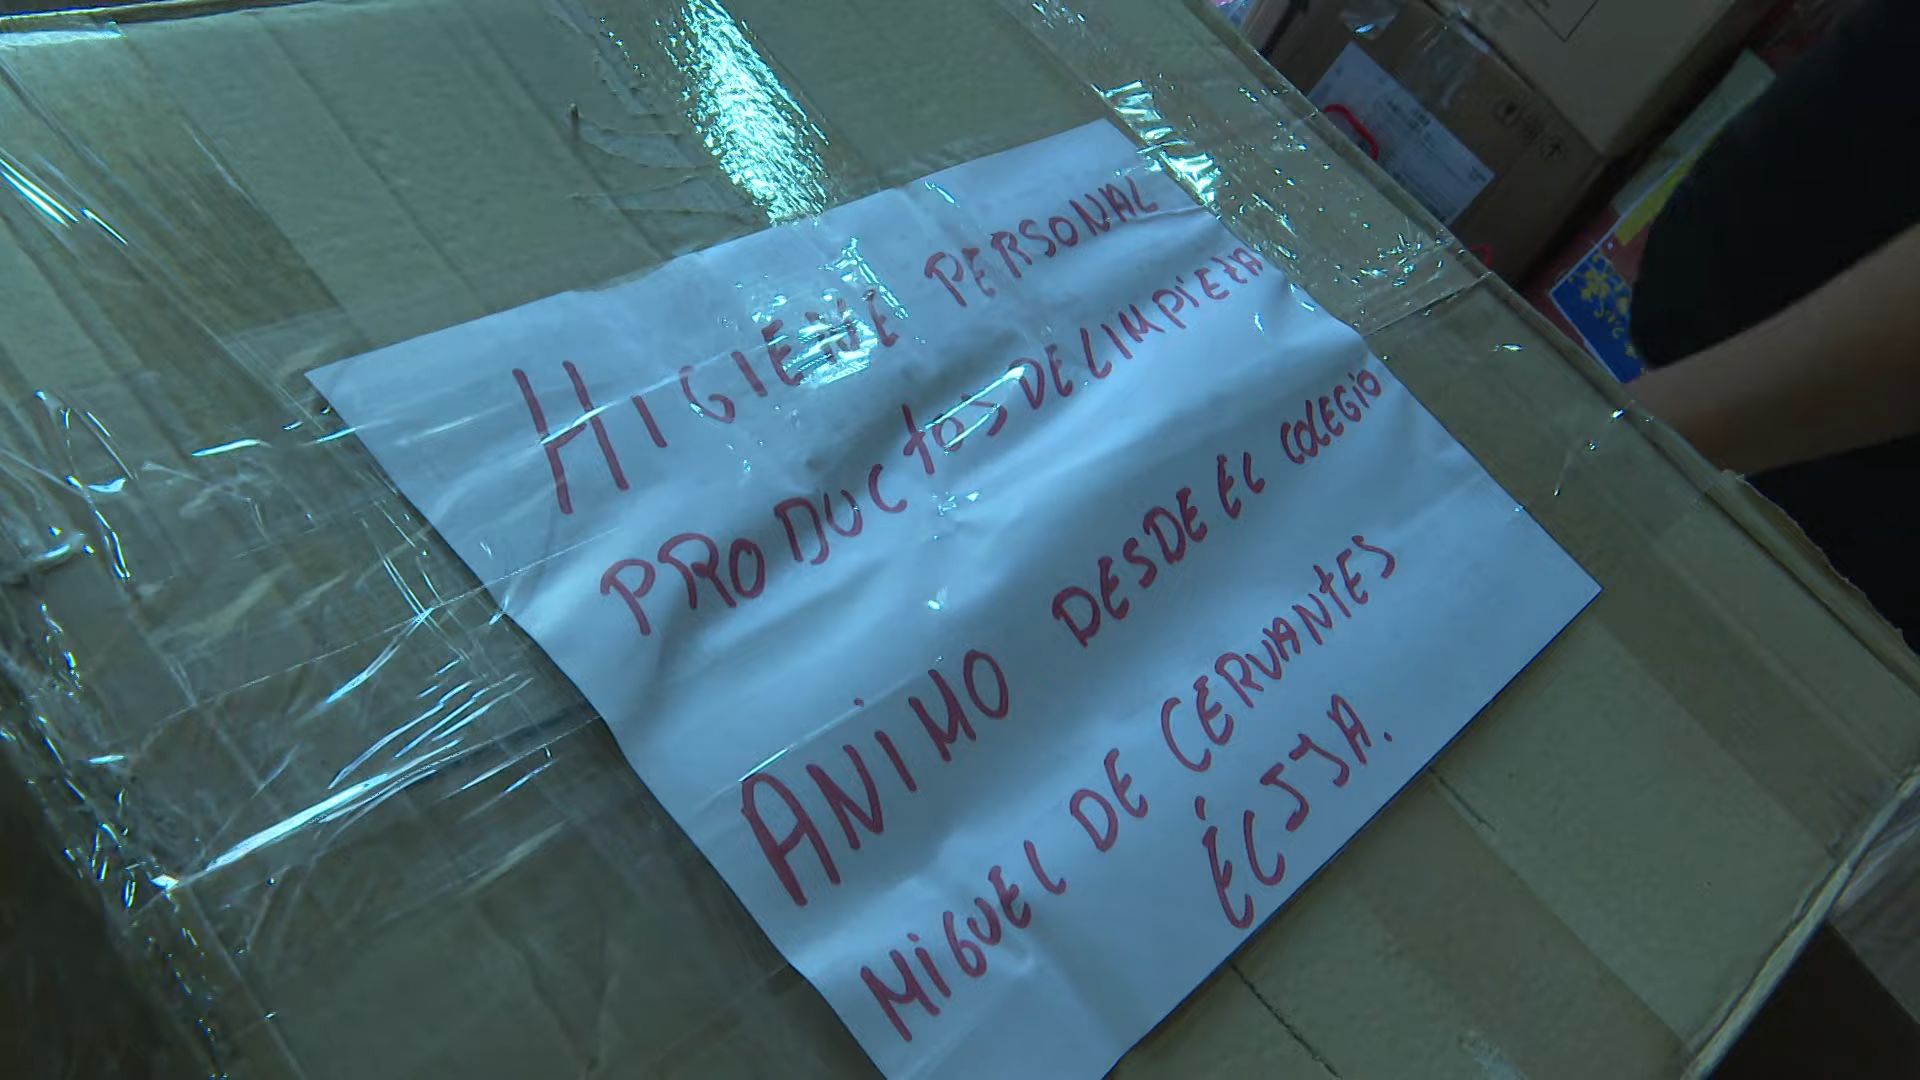 HIGIENE PERSONAL
PRODUCtOS DE LIMPIEZA
ANIMO DESDE EL COLEGIO
MIGUEL DE CERVANTES
ÉCIJA.